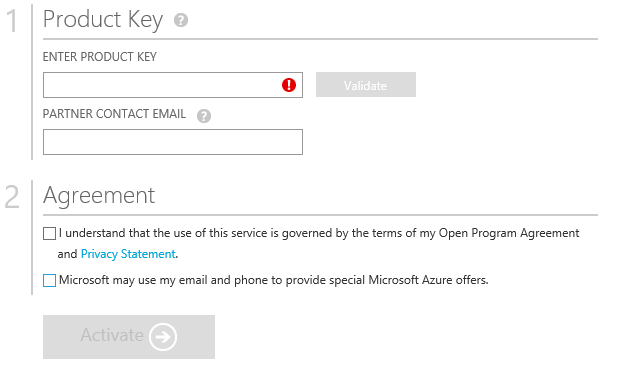 1 Product Key ?
ENTER PRODUCT KEY
! Validate
PARTNER CONTACT EMAIL ?
2 Agreement
I understand that the use of this service is governed by the terms of my Open Program Agreement
and Privacy Statement.
Microsoft may use my email and phone to provide special Microsoft Azure offers.
Activate